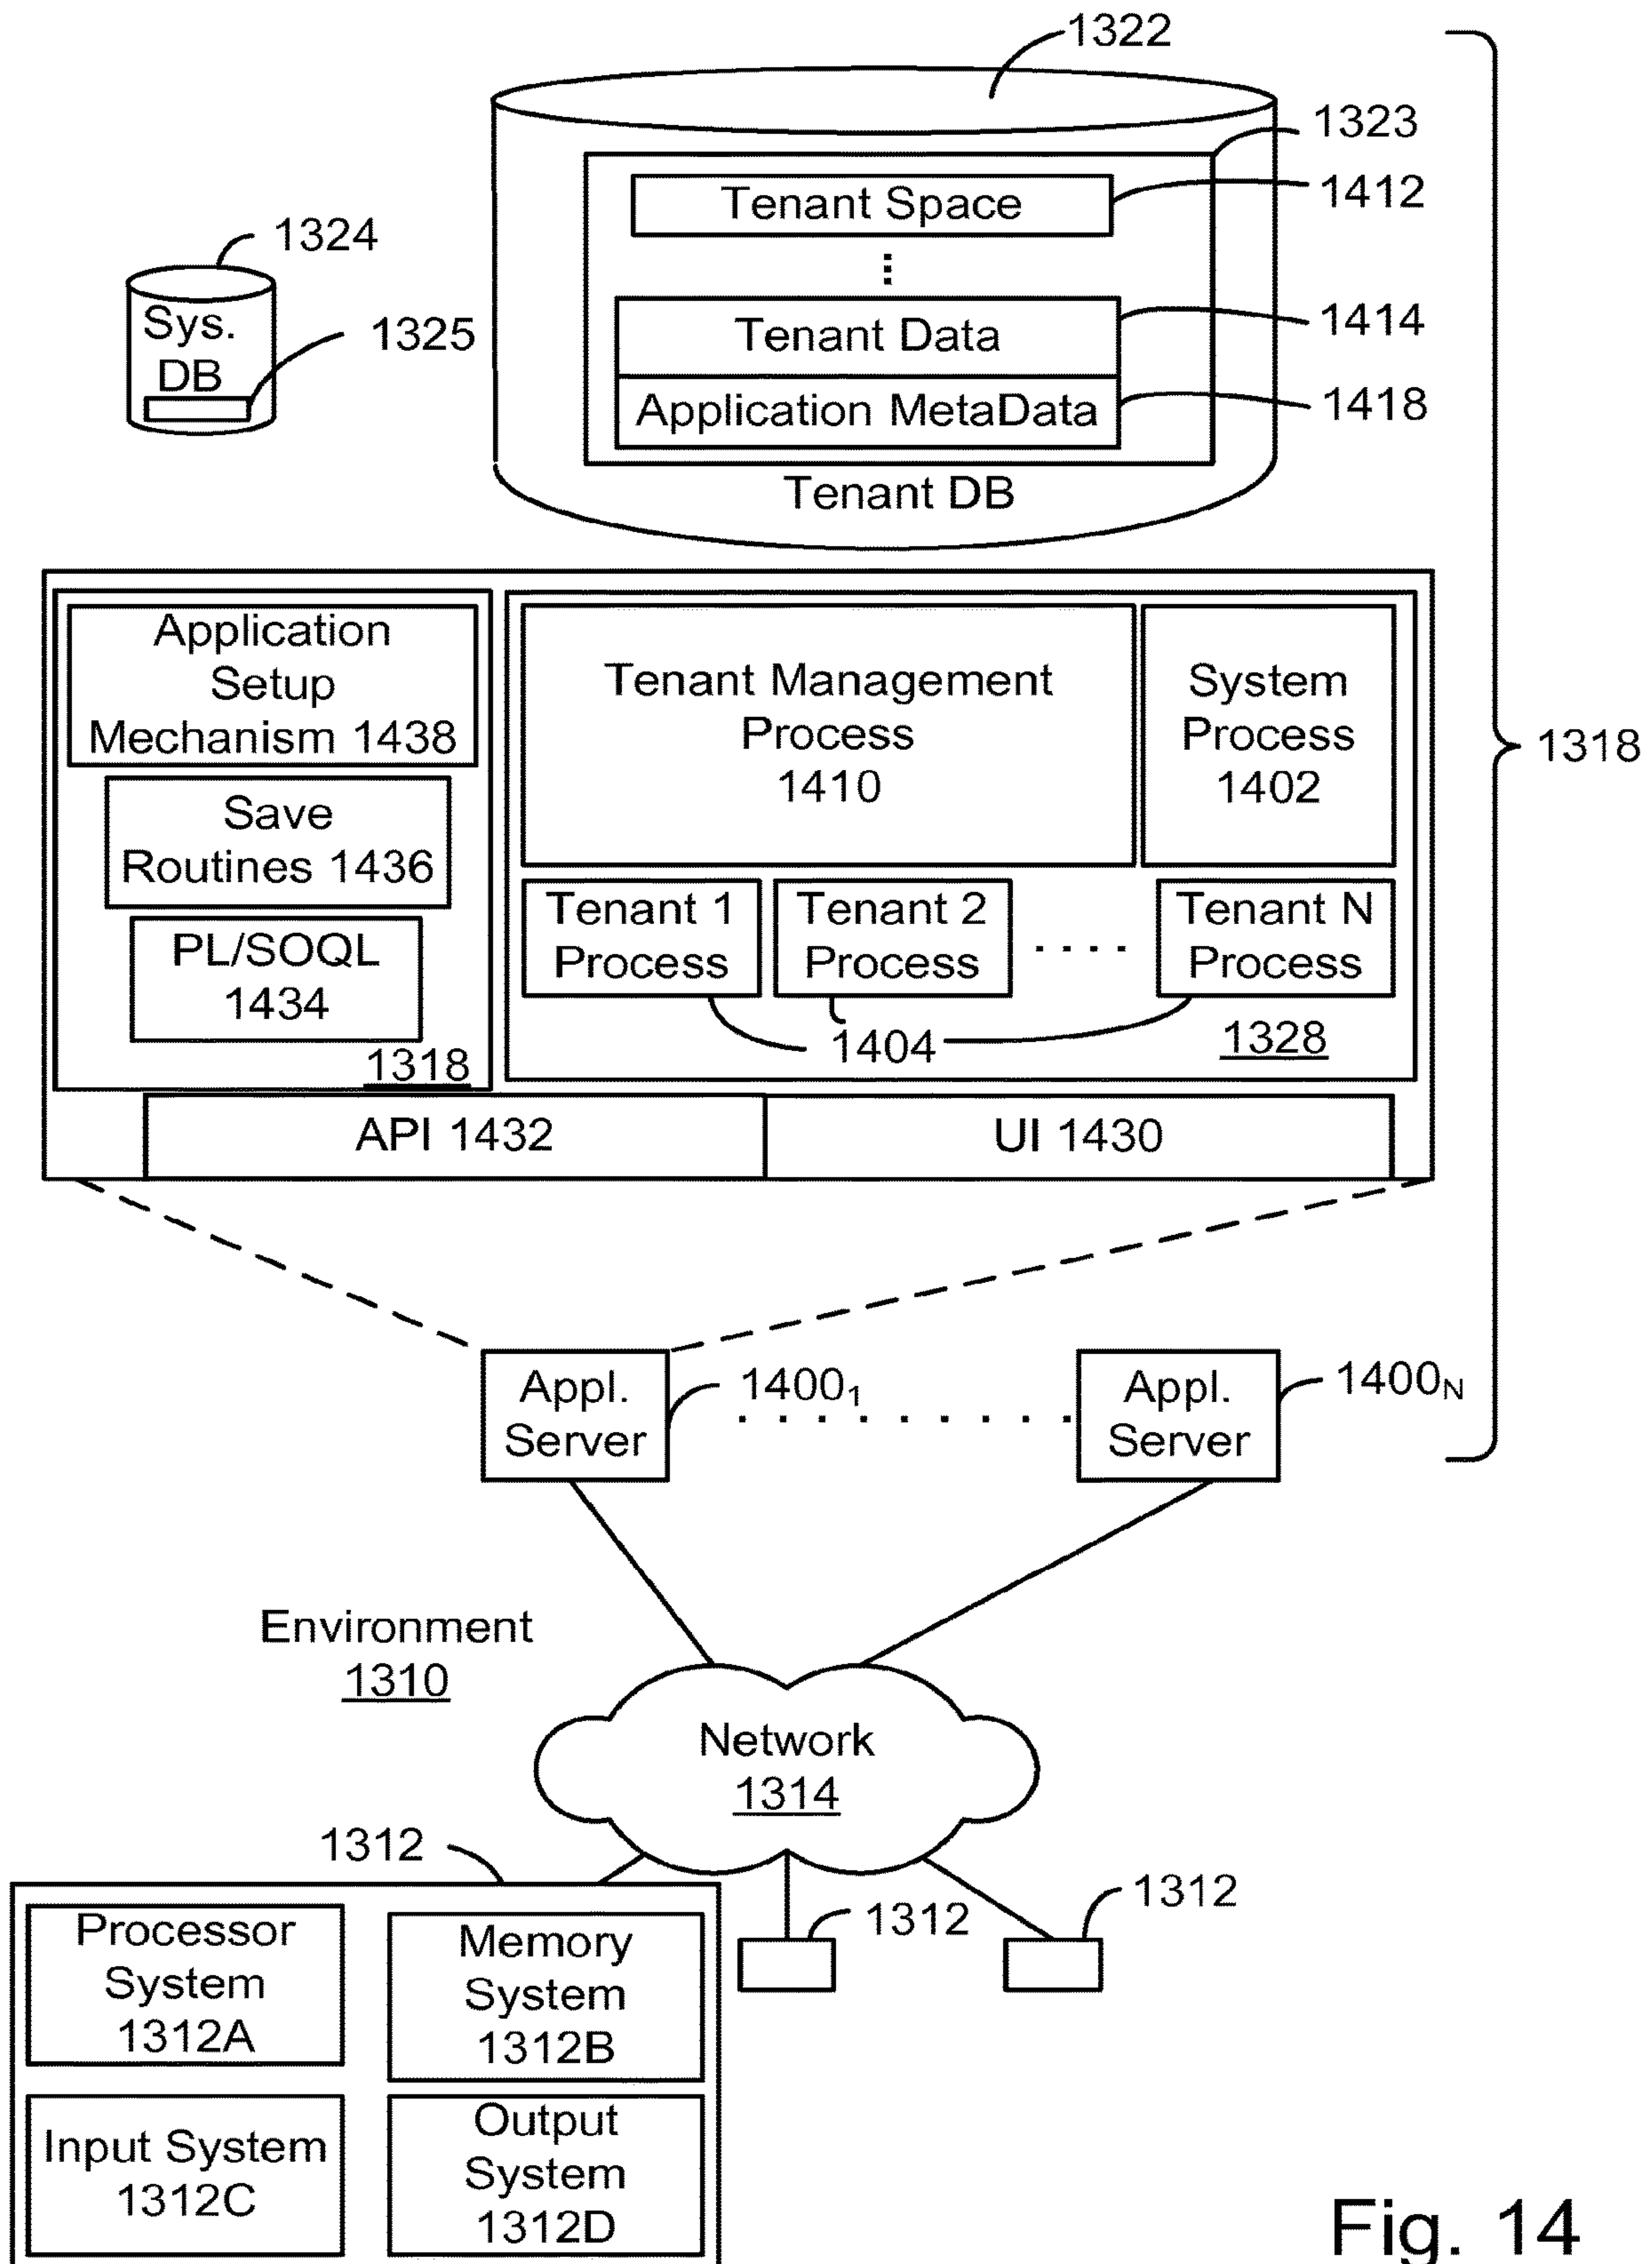 1322
1323
Tenant Space
1412
1324
Sys.
DB
1325
Tenant Data
1414
Application MetaData
1418
Tenant DB
Application
Setup
Mechanism 1438
Save
Routines 1436
PL/SOQL
1434
1318
Tenant Management
Process
1410
System
Process
1402
Tenant 1
Process
Tenant 2
Process
. . . .
Tenant N
Process
1404
1328
1318
API 1432
UI 1430
Appl.
Server
1400₁
. . . . . . . . .
Appl.
Server
1400N
Environment
1310
Network
1314
1312
1312
1312
Processor
System
1312A
Memory
System
1312B
Input System
1312C
Output
System
1312D
Fig. 14